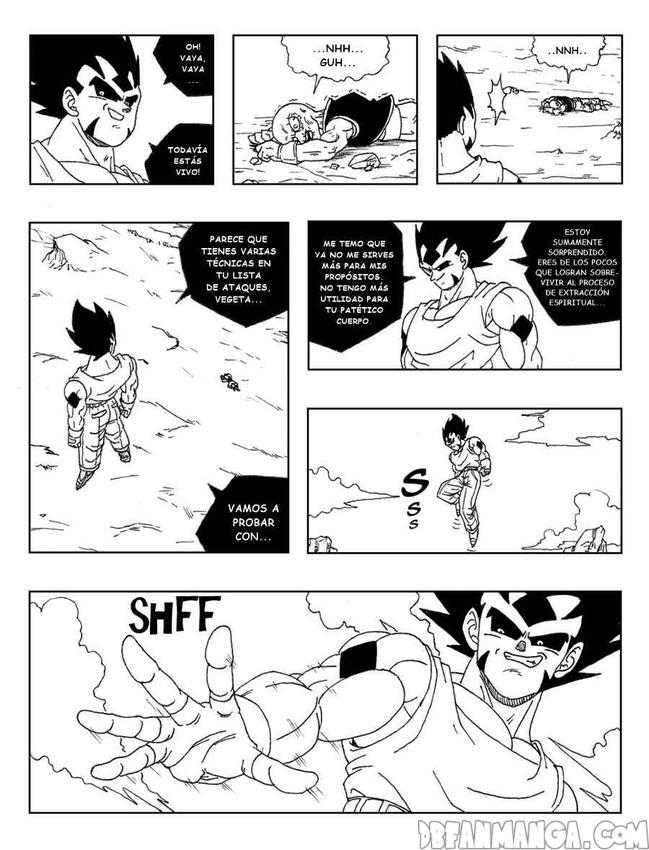 OH!
VAYA,
VAYA
...
TODAVÍA
ESTÁS
VIVO!
...NHH...
GUH...
..NNH..
PARECE QUE
TIENES VARIAS
TÉCNICAS EN
TU LISTA
DE ATAQUES,
VEGETA...
VAMOS A
PROBAR
CON...
ESTOY
SUMAMENTE
SORPRENDIDO.
ERES DE LOS POCOS
QUE LOGRAN SOBRE-
VIVIR AL PROCESO
DE EXTRACCIÓN
ESPIRITUAL...
ME TEMO QUE
YA NO ME SIRVES
MÁS PARA MIS
PROPÓSITOS.
NO TENGO MÁS
UTILIDAD PARA
TU PATÉTICO
CUERPO.
S
S
S
SHFF
DBFANMANGA.COM